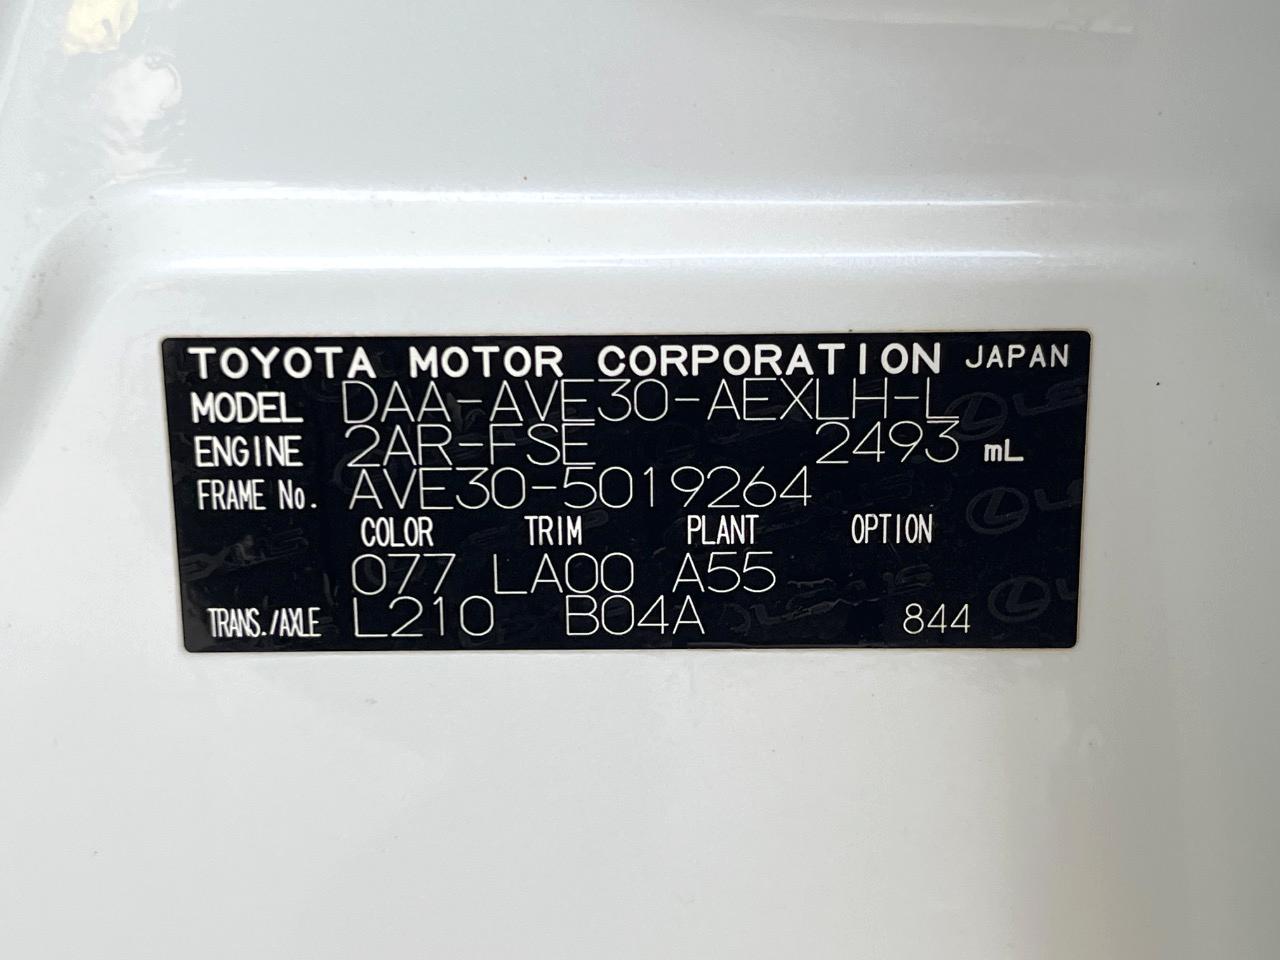 TOYOTA MOTOR CORPORATION JAPAN
MODEL DAA-AVE30-AEXLH-L
ENGINE 2AR-FSE 2493 mL
FRAME No. AVE30-5019264
COLOR TRIM PLANT OPTION
077 LA00 A55
TRANS./AXLE L210 B04A 844